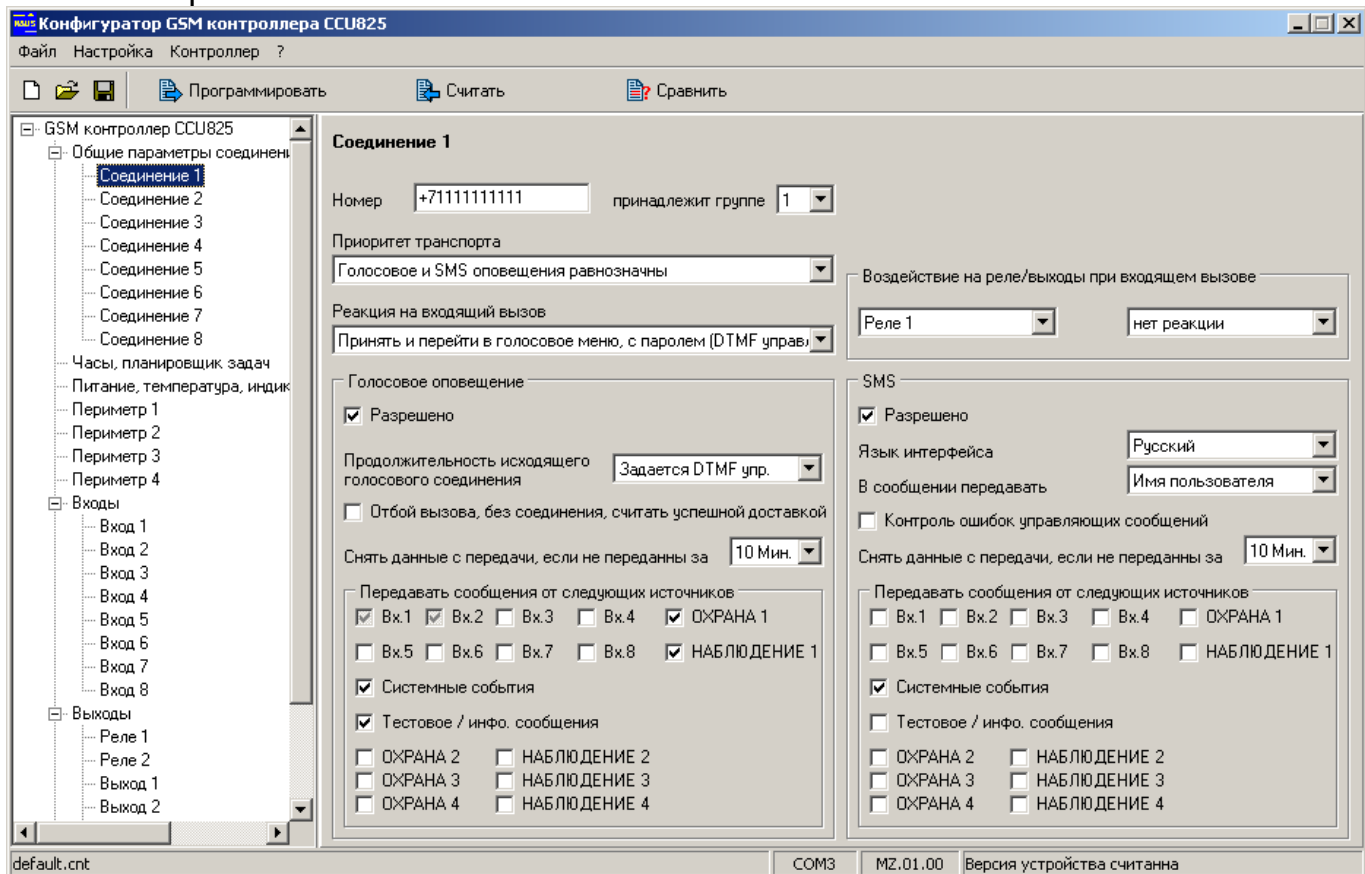 Конфигуратор GSM контроллера CCU825
Файл Настройка Контроллер ?
Программировать Считать Сравнить
GSM контроллер CCU825
Общие параметры соединен
Соединение 1
Соединение 2
Соединение 3
Соединение 4
Соединение 5
Соединение 6
Соединение 7
Соединение 8
Часы, планировщик задач
Питание, температура, индик
Периметр 1
Периметр 2
Периметр 3
Периметр 4
Входы
Вход 1
Вход 2
Вход 3
Вход 4
Вход 5
Вход 6
Вход 7
Вход 8
Выходы
Реле 1
Реле 2
Выход 1
Выход 2
Соединение 1
Номер +71111111111 принадлежит группе 1
Приоритет транспорта
Голосовое и SMS оповещения равнозначны
Реакция на входящий вызов
Принять и перейти в голосовое меню, с паролем (DTMF управл
Воздействие на реле/выходы при входящем вызове
Реле 1 нет реакции
Голосовое оповещение
Разрешено
Продолжительность исходящего
голосового соединения
Задается DTMF упр.
Отбой вызова, без соединения, считать успешной доставкой
Снять данные с передачи, если не переданны за 10 Мин.
Передавать сообщения от следующих источников
Вх.1 Вх.2 Вх.3 Вх.4 ОХРАНА 1
Вх.5 Вх.6 Вх.7 Вх.8 НАБЛЮДЕНИЕ 1
Системные события
Тестовое / инфо. сообщения
ОХРАНА 2 НАБЛЮДЕНИЕ 2
ОХРАНА 3 НАБЛЮДЕНИЕ 3
ОХРАНА 4 НАБЛЮДЕНИЕ 4
SMS
Разрешено
Язык интерфейса Русский
В сообщении передавать Имя пользователя
Контроль ошибок управляющих сообщений
Снять данные с передачи, если не переданны за 10 Мин.
Передавать сообщения от следующих источников
Вх.1 Вх.2 Вх.3 Вх.4 ОХРАНА 1
Вх.5 Вх.6 Вх.7 Вх.8 НАБЛЮДЕНИЕ 1
Системные события
Тестовое / инфо. сообщения
ОХРАНА 2 НАБЛЮДЕНИЕ 2
ОХРАНА 3 НАБЛЮДЕНИЕ 3
ОХРАНА 4 НАБЛЮДЕНИЕ 4
default.cnt COM3 MZ.01.00 Версия устройства считанна